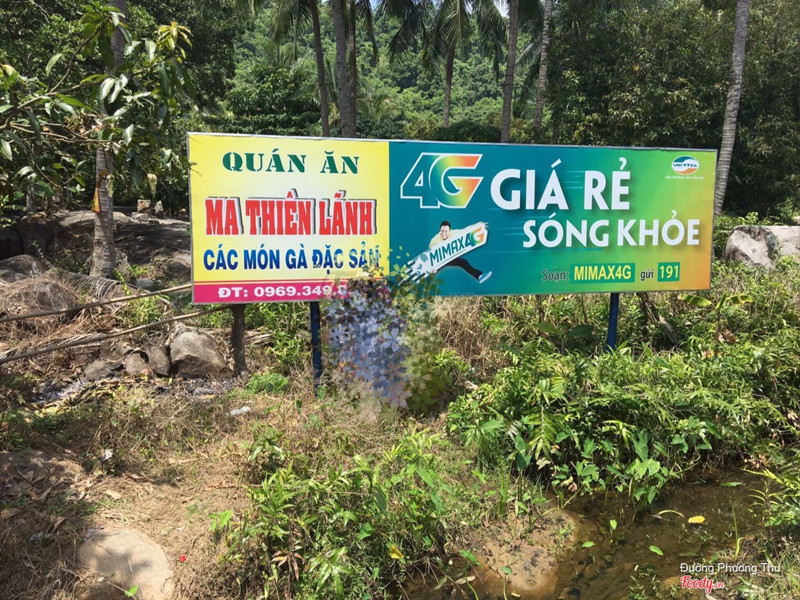 QUÁN ĂN
MA THIÊN LÃNH
CÁC MÓN GÀ ĐẶC SẢN
ĐT: 0969.349.
4G GIÁ RẺ
SÓNG KHỎE
MIMAX4G
Soạn: MIMAX4G gửi 191
viettel
Đường Phương Thu
Foody.vn